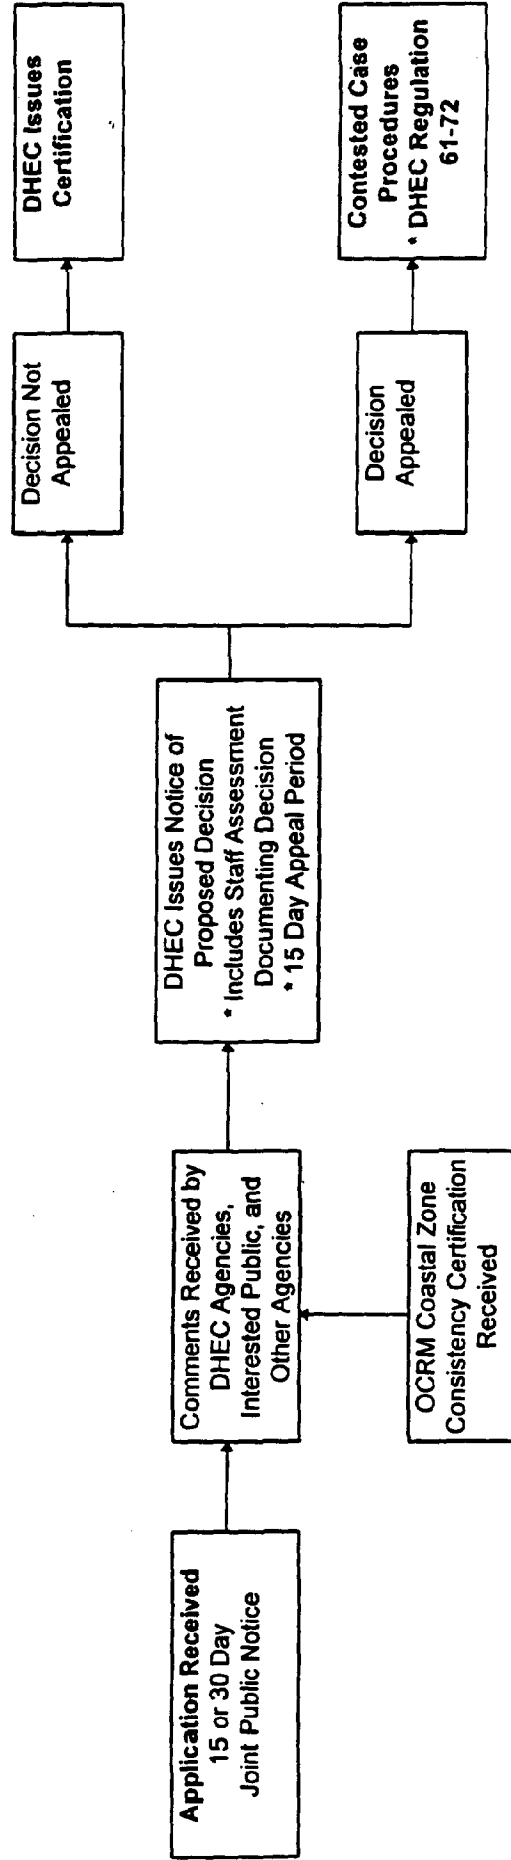 Application Received
15 or 30 Day
Joint Public Notice
Comments Received by
DHEC Agencies,
Interested Public, and
Other Agencies
OCRM Coastal Zone
Consistency Certification
Received
DHEC Issues Notice of
Proposed Decision
* Includes Staff Assessment
Documenting Decision
* 15 Day Appeal Period
Decision Not
Appealed
DHEC Issues
Certification
Decision
Appealed
Contested Case
Procedures
* DHEC Regulation
61-72